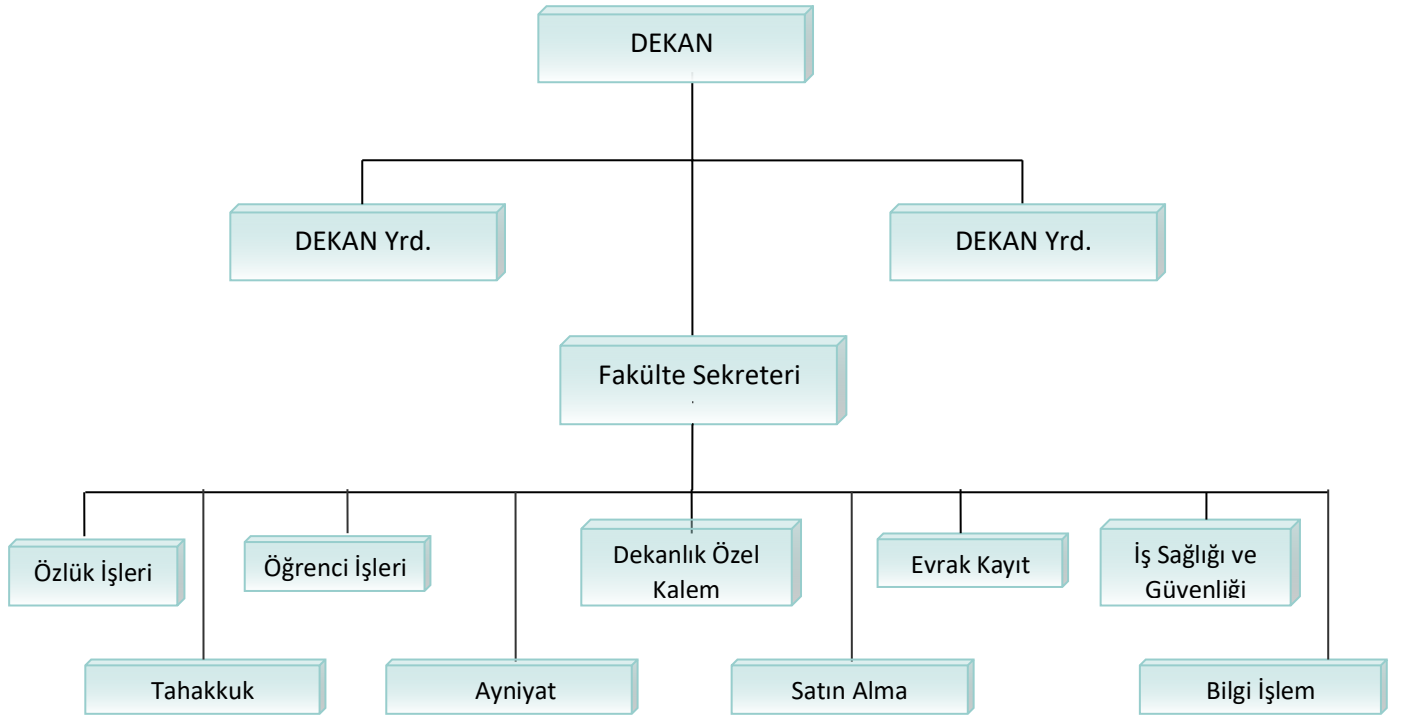 DEKAN
DEKAN Yrd.
DEKAN Yrd.
Fakülte Sekreteri
.
Özlük İşleri
Öğrenci İşleri
Dekanlık Özel
Kalem
Evrak Kayıt
İş Sağlığı ve
Güvenliği
Tahakkuk
Ayniyat
Satın Alma
Bilgi İşlem